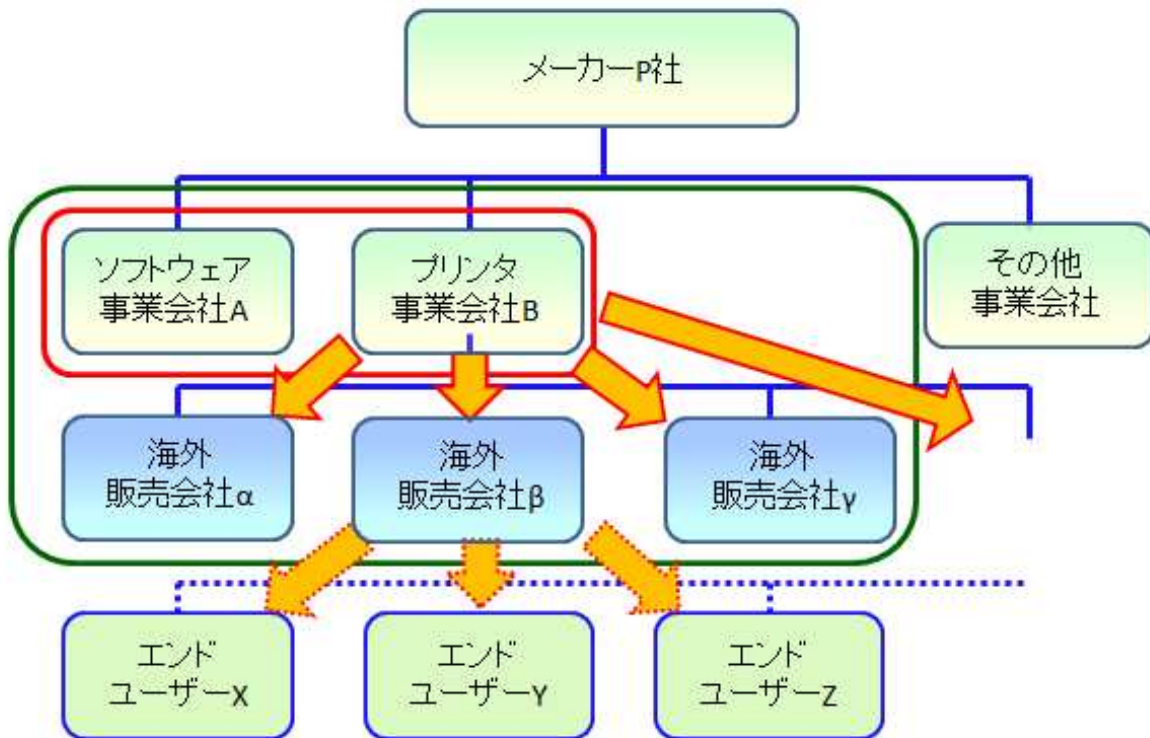 メーカーP社
ソフトウェア
事業会社A
プリンタ
事業会社B
その他
事業会社
海外
販売会社α
海外
販売会社β
海外
販売会社γ
エンド
ユーザーX
エンド
ユーザーY
エンド
ユーザーZ